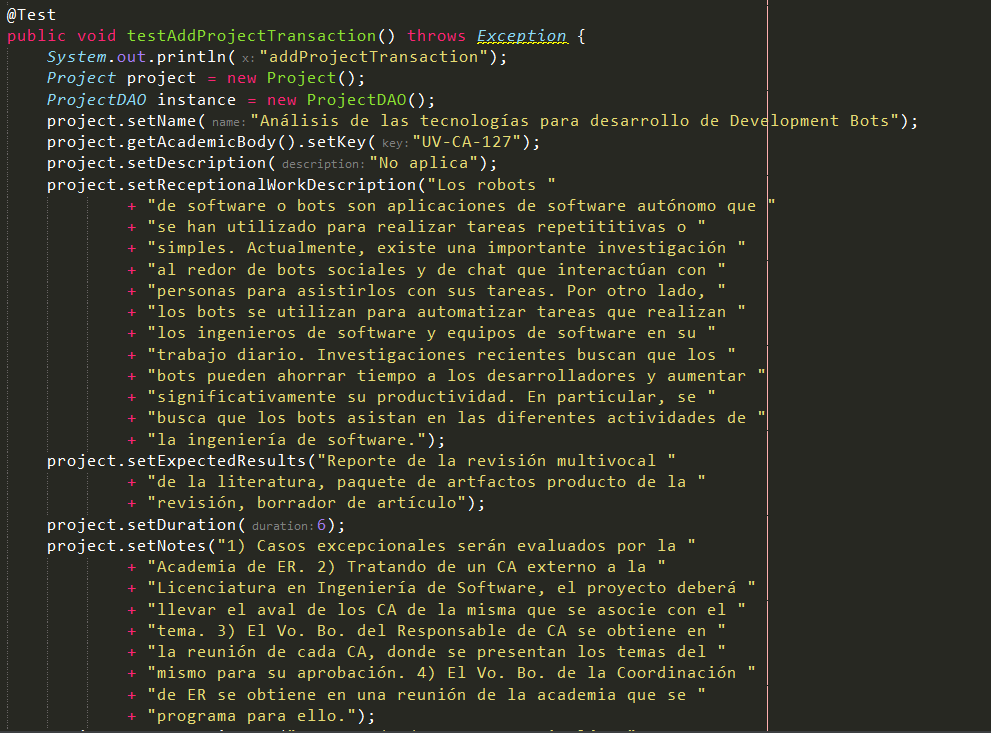 @Test
public void testAddProjectTransaction() throws Exception {
System.out.println( x: "addProjectTransaction");
Project project = new Project();
ProjectDAO instance = new ProjectDAO();
project.setName( name: "Análisis de las tecnologías para desarrollo de Development Bots");
project.getAcademicBody().setKey( key: "UV-CA-127");
project.setDescription( description: "No aplica");
project.setReceptionalWorkDescription("Los robots "
+ "de software o bots son aplicaciones de software autónomo que "
+ "se han utilizado para realizar tareas repetititivas o "
+ "simples. Actualmente, existe una importante investigación "
+ "al redor de bots sociales y de chat que interactúan con "
+ "personas para asistirlos con sus tareas. Por otro lado, "
+ "los bots se utilizan para automatizar tareas que realizan "
+ "los ingenieros de software y equipos de software en su "
+ "trabajo diario. Investigaciones recientes buscan que los "
+ "bots pueden ahorrar tiempo a los desarrolladores y aumentar "
+ "significativamente su productividad. En particular, se "
+ "busca que los bots asistan en las diferentes actividades de "
+ "la ingeniería de software.");
project.setExpectedResults("Reporte de la revisión multivocal "
+ "de la literatura, paquete de artfactos producto de la "
+ "revisión, borrador de artículo");
project.setDuration( duration: 6);
project.setNotes("1) Casos excepcionales serán evaluados por la "
+ "Academia de ER. 2) Tratando de un CA externo a la "
+ "Licenciatura en Ingeniería de Software, el proyecto deberá "
+ "llevar el aval de los CA de la misma que se asocie con el "
+ "tema. 3) El Vo. Bo. del Responsable de CA se obtiene en "
+ "la reunión de cada CA, donde se presentan los temas del "
+ "mismo para su aprobación. 4) El Vo. Bo. de la Coordinación "
+ "de ER se obtiene en una reunión de la academia que se "
+ "programa para ello.");